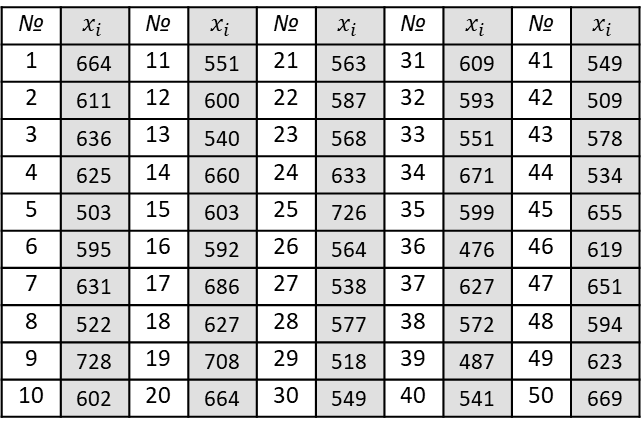 № xᵢ № xᵢ № xᵢ № xᵢ № xᵢ
1 664 11 551 21 563 31 609 41 549
2 611 12 600 22 587 32 593 42 509
3 636 13 540 23 568 33 551 43 578
4 625 14 660 24 633 34 671 44 534
5 503 15 603 25 726 35 599 45 655
6 595 16 592 26 564 36 476 46 619
7 631 17 686 27 538 37 627 47 651
8 522 18 627 28 577 38 572 48 594
9 728 19 708 29 518 39 487 49 623
10 602 20 664 30 549 40 541 50 669